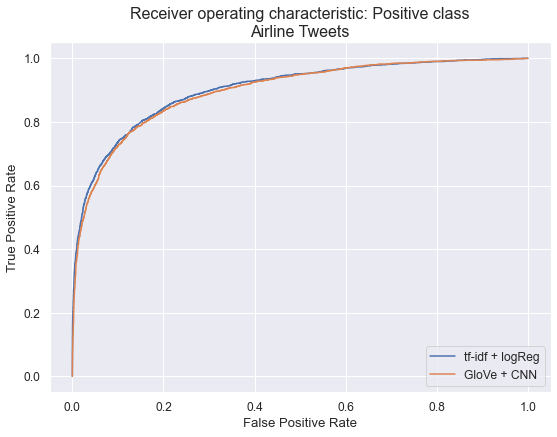 Receiver operating characteristic: Positive class
Airline Tweets
1.0
0.8
0.6
0.4
0.2
0.0
True Positive Rate
0.0 0.2 0.4 0.6 0.8 1.0
False Positive Rate
tf-idf + logReg
GloVe + CNN